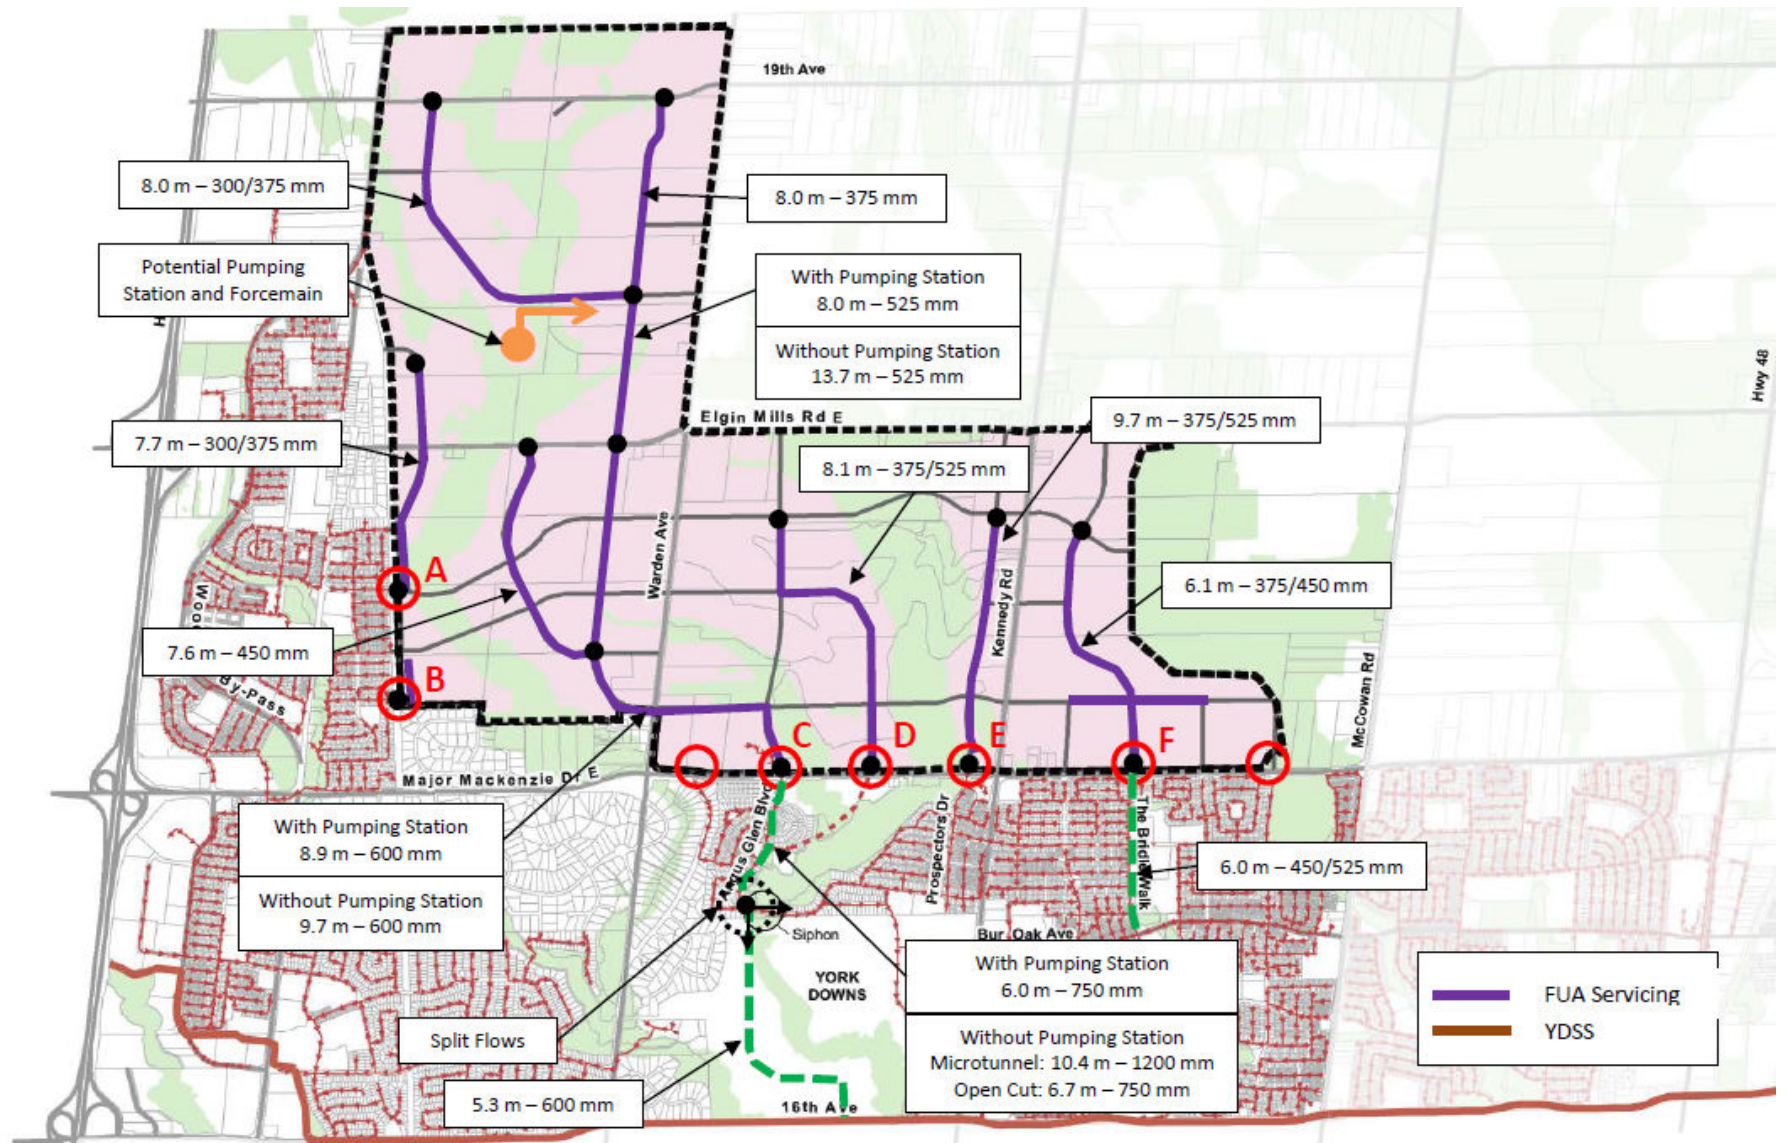 19th Ave
8.0 m – 300/375 mm
8.0 m – 375 mm
Potential Pumping
Station and Forcemain
H
With Pumping Station
8.0 m – 525 mm
Without Pumping Station
13.7 m – 525 mm
Hwy 48
Elgin Mills Rd E
9.7 m – 375/525 mm
7.7 m – 300/375 mm
8.1 m – 375/525 mm
Warden Ave
A
Kennedy Rd
6.1 m – 375/450 mm
7.6 m – 450 mm
B
By-Pass
McCowan Rd
C
D
E
F
Major Mackenzie Dr E
With Pumping Station
8.9 m – 600 mm
Without Pumping Station
9.7 m – 600 mm
Angus Glen Blvd
Prospectors Dr
The Bridle Walk
6.0 m – 450/525 mm
Siphon
Bur Oak Ave
YORK
DOWNS
With Pumping Station
6.0 m – 750 mm
Without Pumping Station
Microtunnel: 10.4 m – 1200 mm
Open Cut: 6.7 m – 750 mm
Split Flows
5.3 m – 600 mm
16th Ave
FUA Servicing
YDSS